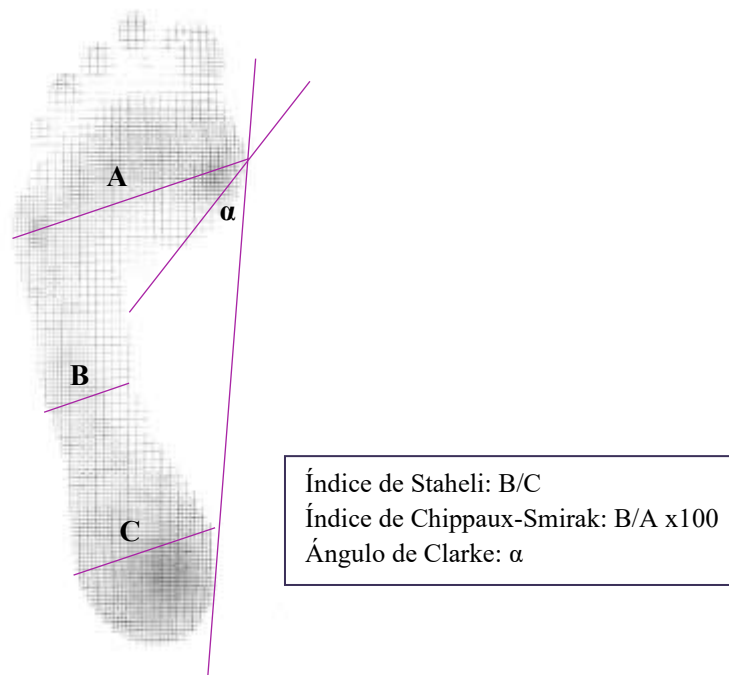 A
α
B
C
Índice de Staheli: B/C
Índice de Chippaux-Smirak: B/A x100
Ángulo de Clarke: α